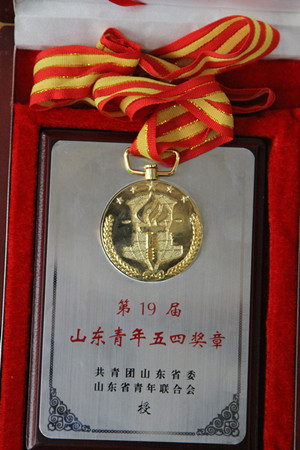 第19届
山东青年五四奖章
共青团山东省委
山东省青年联合会
授